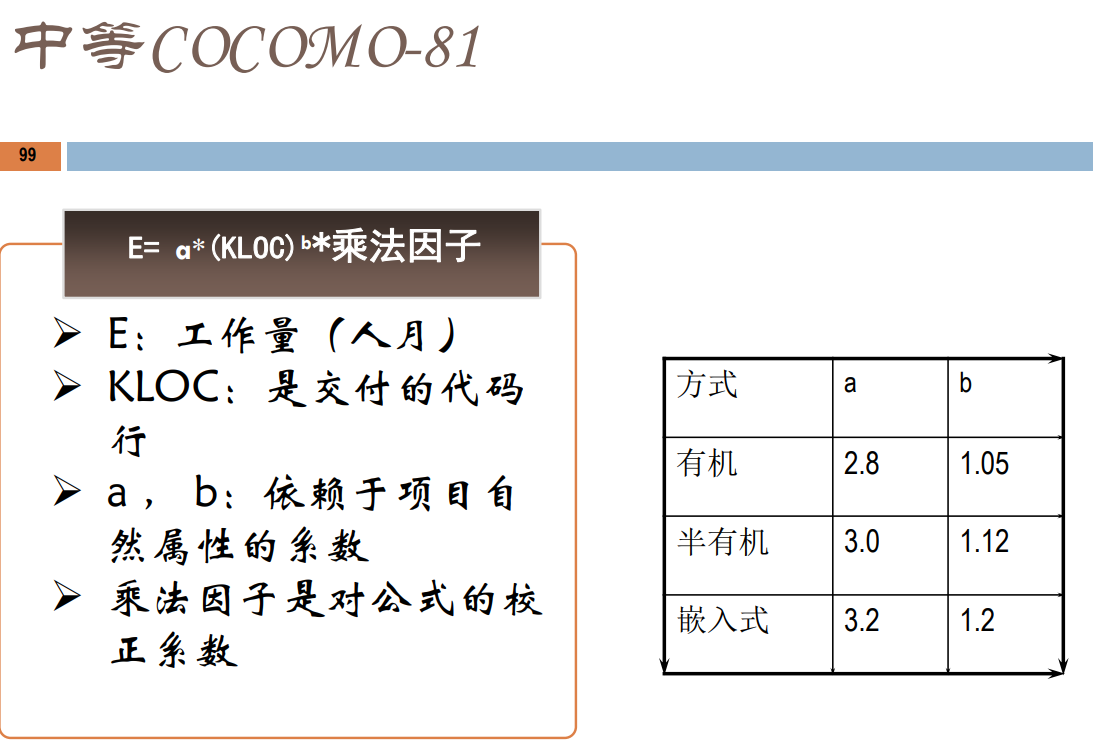 中等COCOMO-81
99
E= a*(KLOC)ᵇ*乘法因子
➢ E：工作量（人月）
➢ KLOC：是交付的代码
行
➢ a ， b：依赖于项目自
然属性的系数
➢ 乘法因子是对公式的校
正系数
方式 a b
有机 2.8 1.05
半有机 3.0 1.12
嵌入式 3.2 1.2